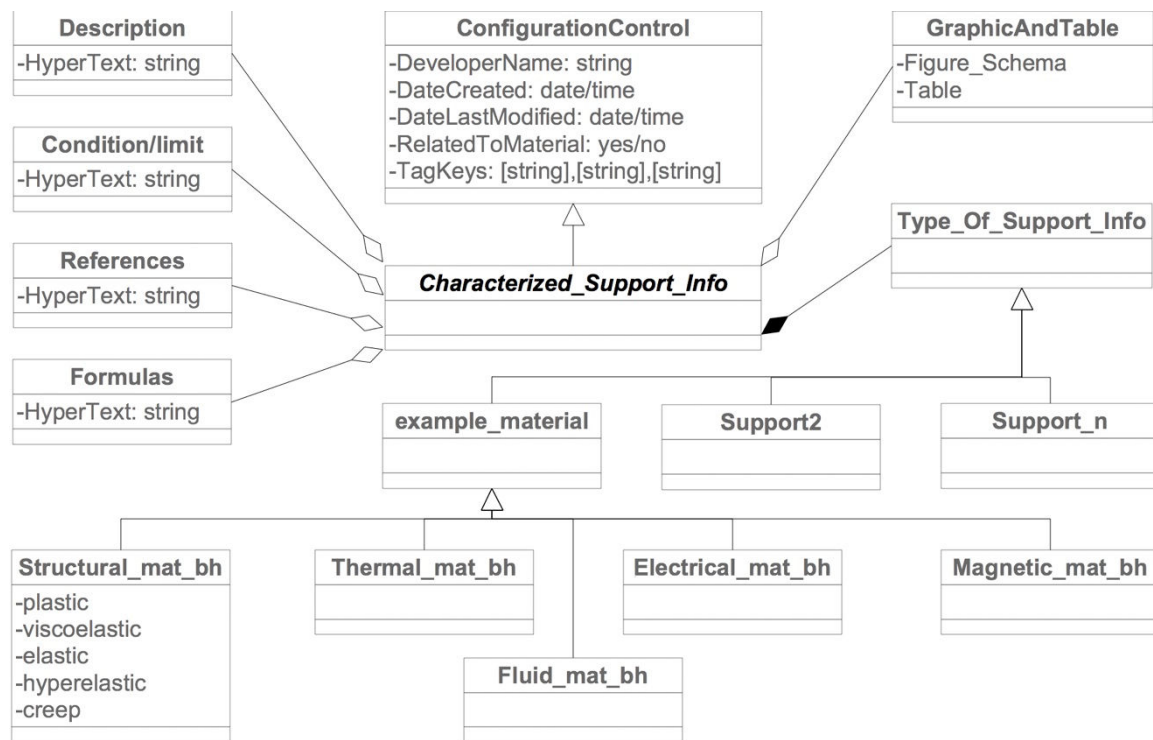 Description
-HyperText: string
Condition/limit
-HyperText: string
References
-HyperText: string
Formulas
-HyperText: string
ConfigurationControl
-DeveloperName: string
-DateCreated: date/time
-DateLastModified: date/time
-RelatedToMaterial: yes/no
-TagKeys: [string],[string],[string]
Characterized_Support_Info
GraphicAndTable
-Figure_Schema
-Table
Type_Of_Support_Info
example_material
Support2
Support_n
Structural_mat_bh
-plastic
-viscoelastic
-elastic
-hyperelastic
-creep
Thermal_mat_bh
Fluid_mat_bh
Electrical_mat_bh
Magnetic_mat_bh